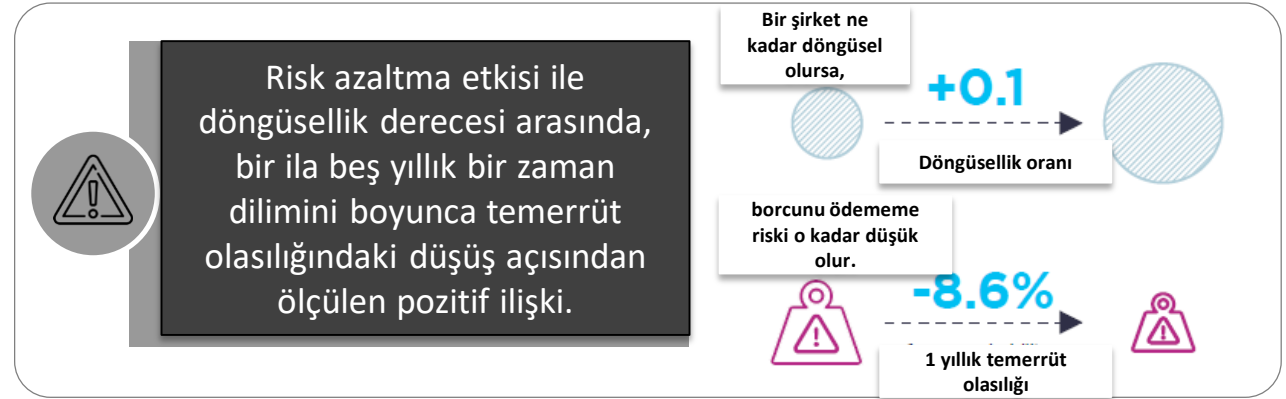 Risk azaltma etkisi ile
döngüsellik derecesi arasında,
bir ila beş yıllık bir zaman
dilimini boyunca temerrüt
olasılığındaki düşüş açısından
ölçülen pozitif ilişki.
Bir şirket ne
kadar döngüsel
olursa,
+0.1
Döngüsellik oranı
borcunu ödememe
riski o kadar düşük
olur.
-8.6%
1 yıllık temerrüt
olasılığı